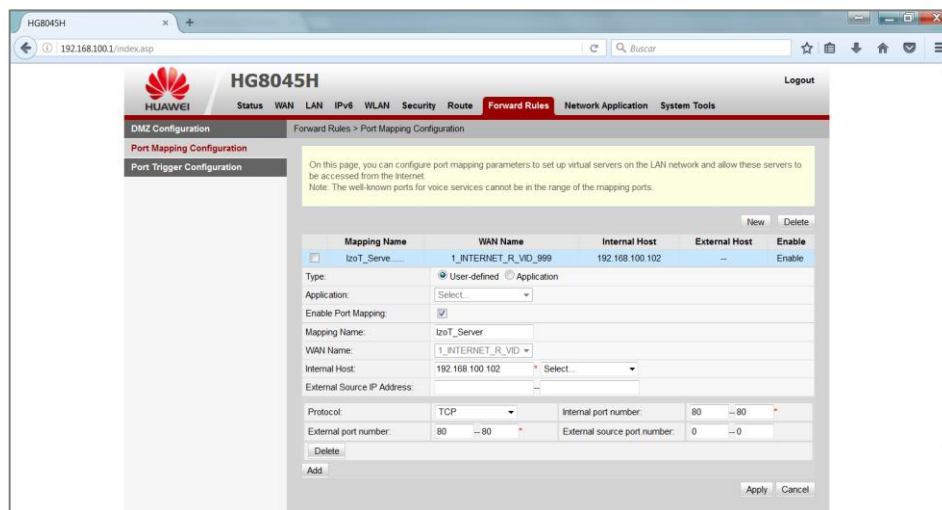 HG8045H
192.168.100.1/index.asp
Buscar
HUAWEI
HG8045H
Logout
Status WAN LAN IPv6 WLAN Security Route Forward Rules Network Application System Tools
DMZ Configuration
Port Mapping Configuration
Port Trigger Configuration
Forward Rules > Port Mapping Configuration
On this page, you can configure port mapping parameters to set up virtual servers on the LAN network and allow these servers to
be accessed from the Internet.
Note: The well-known ports for voice services cannot be in the range of the mapping ports.
New Delete
Mapping Name WAN Name Internal Host External Host Enable
IzoT_Serve...... 1_INTERNET_R_VID_999 192.168.100.102 -- Enable
Type: User-defined Application
Application: Select...
Enable Port Mapping:
Mapping Name: IzoT_Server
WAN Name: 1_INTERNET_R_VID
Internal Host: 192.168.100.102 * Select...
External Source IP Address: --
Protocol: TCP Internal port number: 80 -- 80 *
External port number: 80 -- 80 * External source port number: 0 -- 0
Delete
Add
Apply Cancel